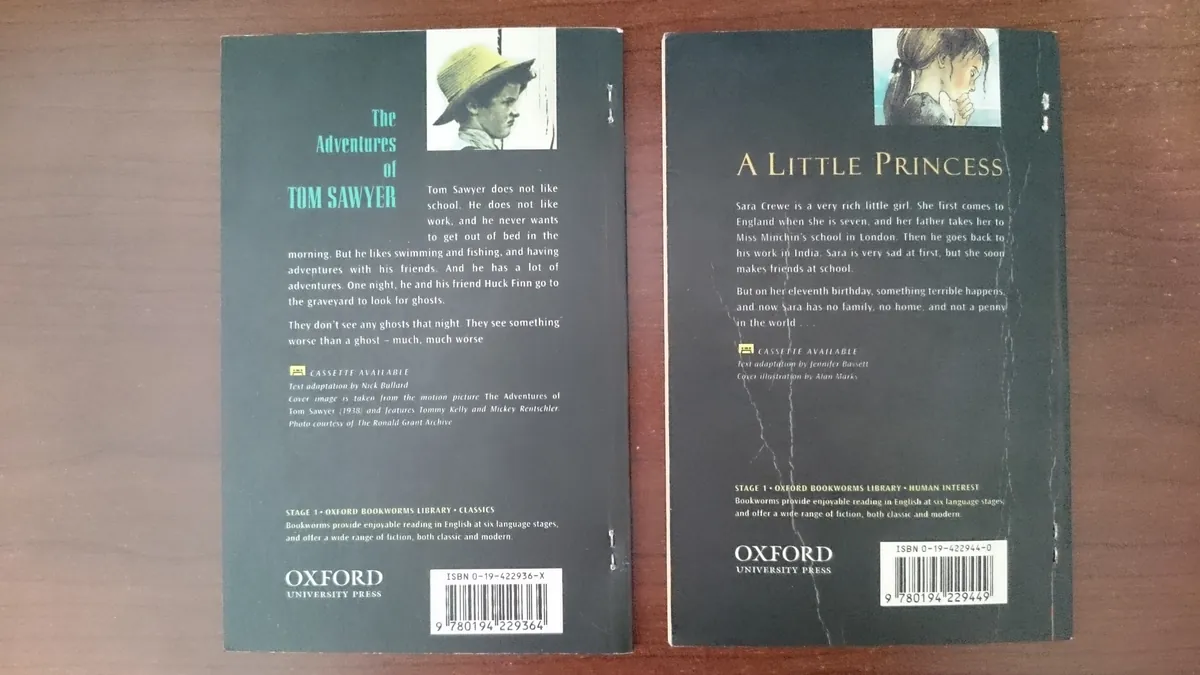 The
Adventures
of
TOM SAWYER
Tom Sawyer does not like
school. He does not like
work, and he never wants
to get out of bed in the
morning. But he likes swimming and fishing, and having
adventures with his friends. And he has a lot of
adventures. One night, he and his friend Huck Finn go to
the graveyard to look for ghosts.
They don't see any ghosts that night. They see something
worse than a ghost – much, much worse
CASSETTE AVAILABLE
Text adaptation by Nick Bullard
Cover image is taken from the motion picture The Adventures of
Tom Sawyer (1938) and features Tommy Kelly and Mickey Rentschler.
Photo courtesy of The Ronald Grant Archive
STAGE 1 • OXFORD BOOKWORMS LIBRARY • CLASSICS
Bookworms provide enjoyable reading in English at six language stages,
and offer a wide range of fiction, both classic and modern.
OXFORD
UNIVERSITY PRESS
ISBN 0-19-422936-X
9 780194 229364
A LITTLE PRINCESS
Sara Crewe is a very rich little girl. She first comes to
England when she is seven, and her father takes her to
Miss Minchin's school in London. Then he goes back to
his work in India. Sara is very sad at first, but she soon
makes friends at school.
But on her eleventh birthday, something terrible happens,
and now Sara has no family, no home, and not a penny
in the world . . .
CASSETTE AVAILABLE
Text adaptation by Jennifer Bassett
Cover illustration by Alan Marks
STAGE 1 • OXFORD BOOKWORMS LIBRARY • HUMAN INTEREST
Bookworms provide enjoyable reading in English at six language stages,
and offer a wide range of fiction, both classic and modern.
OXFORD
UNIVERSITY PRESS
ISBN 0-19-422944-0
9 780194 229449